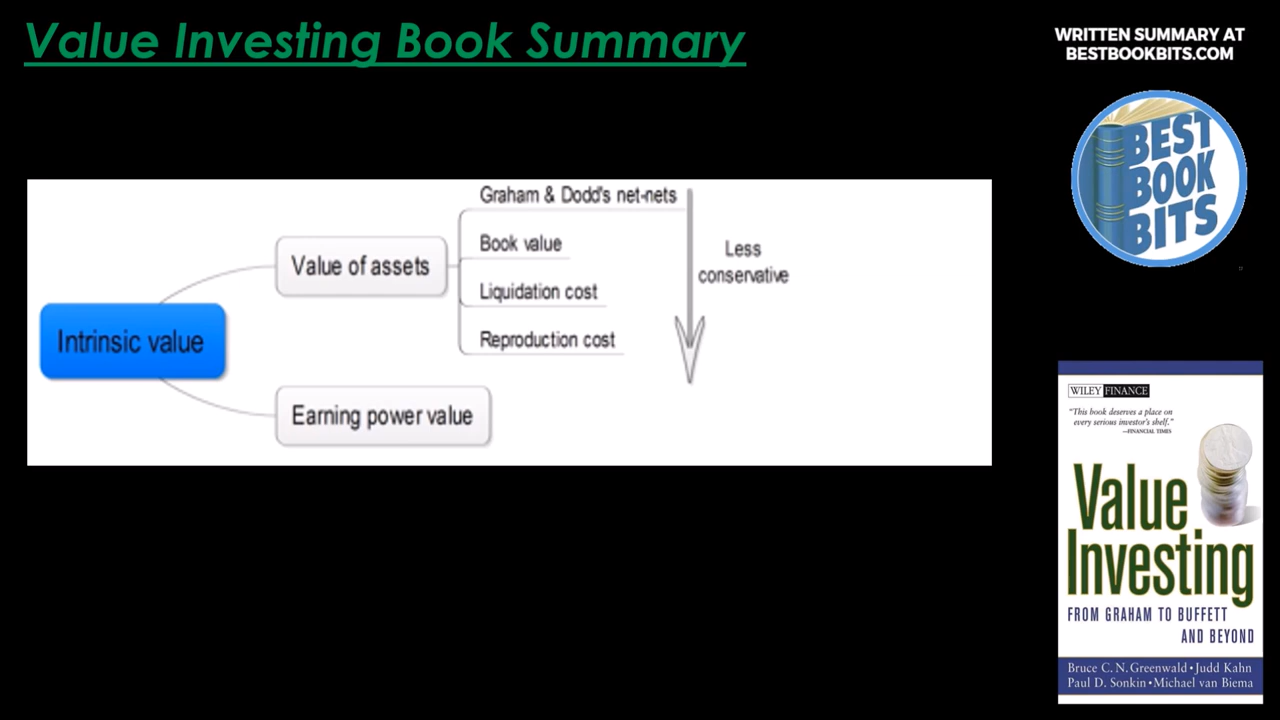 Value Investing Book Summary
WRITTEN SUMMARY AT
BESTBOOKBITS.COM
BEST
BOOK
BITS
Graham & Dodd's net-nets
Book value
Value of assets
Liquidation cost
Reproduction cost
Less
conservative
Intrinsic value
Earning power value
WILEY FINANCE
"This book deserves a place on
every serious investor's shelf."
—FINANCIAL TIMES
Value
Investing
FROM GRAHAM TO BUFFETT
AND BEYOND
Bruce C. N. Greenwald • Judd Kahn
Paul D. Sonkin • Michael van Biema